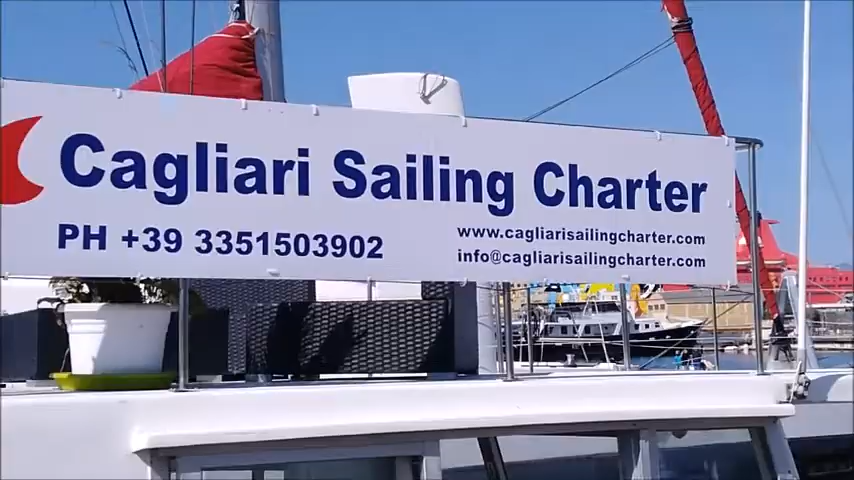 Cagliari Sailing Charter
PH +39 3351503902
www.cagliarisailingcharter.com
info@cagliarisailingcharter.com